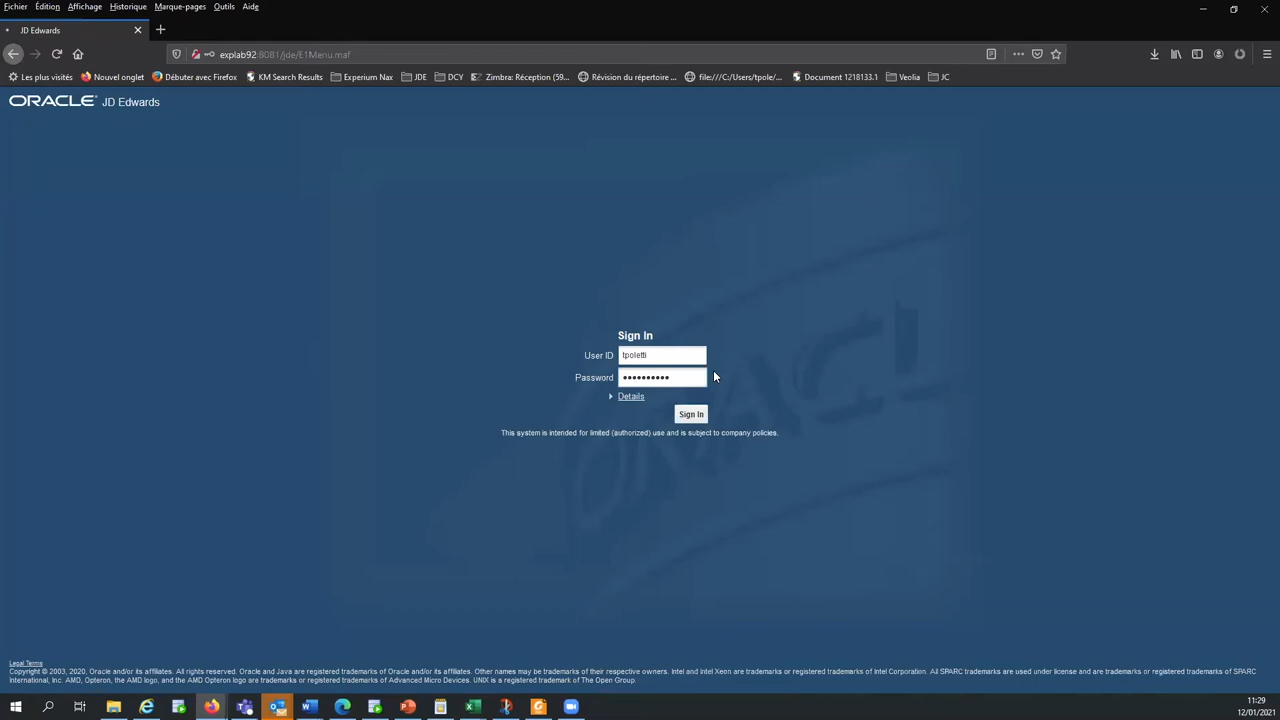 Fichier Édition Affichage Historique Marque-pages Outils Aide
JD Edwards
explab92:8081/jde/E1Menu.maf
Les plus visités Nouvel onglet Débuter avec Firefox KM Search Results Experium Nax JDE DCY Zimbra: Réception (59... Révision du répertoire ... file:///C:/Users/tpole/... Document 1218133.1 Veolia JC
ORACLE JD Edwards
Sign In
User ID tpoletti
Password ••••••••••
Details
Sign In
This system is intended for limited (authorized) use and is subject to company policies.
ORACL
Legal Terms
Copyright © 2003, 2020, Oracle and/or its affiliates. All rights reserved. Oracle and Java are registered trademarks of Oracle and/or its affiliates. Other names may be trademarks of their respective owners. Intel and Intel Xeon are trademarks or registered trademarks of Intel Corporation. All SPARC trademarks are used under license and are trademarks or registered trademarks of SPARC
International, Inc. AMD, Opteron, the AMD logo, and the AMD Opteron logo are trademarks or registered trademarks of Advanced Micro Devices. UNIX is a registered trademark of The Open Group.
11:29
12/01/2021